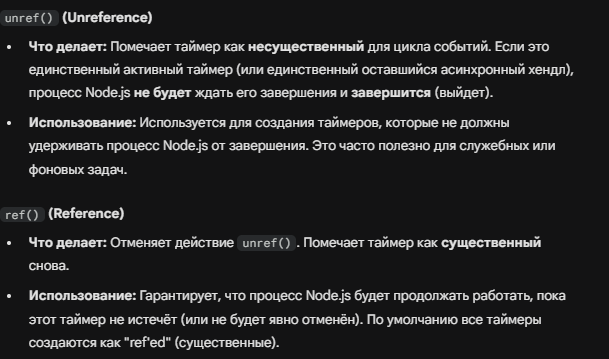 unref() (Unreference)
• Что делает: Помечает таймер как несущественный для цикла событий. Если это
единственный активный таймер (или единственный оставшийся асинхронный хендл),
процесс Node.js не будет ждать его завершения и завершится (выйдет).
• Использование: Используется для создания таймеров, которые не должны
удерживать процесс Node.js от завершения. Это часто полезно для служебных или
фоновых задач.
ref() (Reference)
• Что делает: Отменяет действие unref(). Помечает таймер как существенный
снова.
• Использование: Гарантирует, что процесс Node.js будет продолжать работать, пока
этот таймер не истечёт (или не будет явно отменён). По умолчанию все таймеры
создаются как "ref'ed" (существенные).